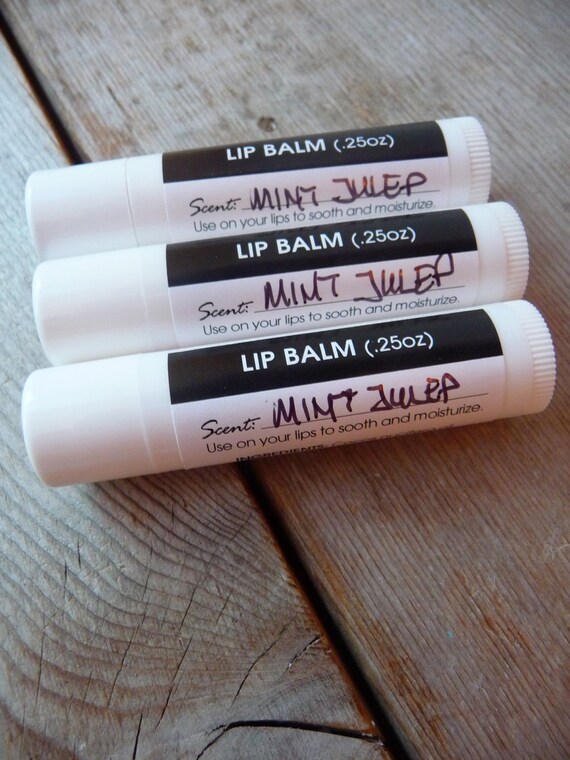 LIP BALM (.25oz)
Scent: MINT JULEP
Use on your lips to sooth and moisturize.
LIP BALM (.25oz)
Scent: MINT JULEP
Use on your lips to sooth and moisturize.
LIP BALM (.25oz)
Scent: MINT JULEP
Use on your lips to sooth and moisturize.
INGREDIENTS: